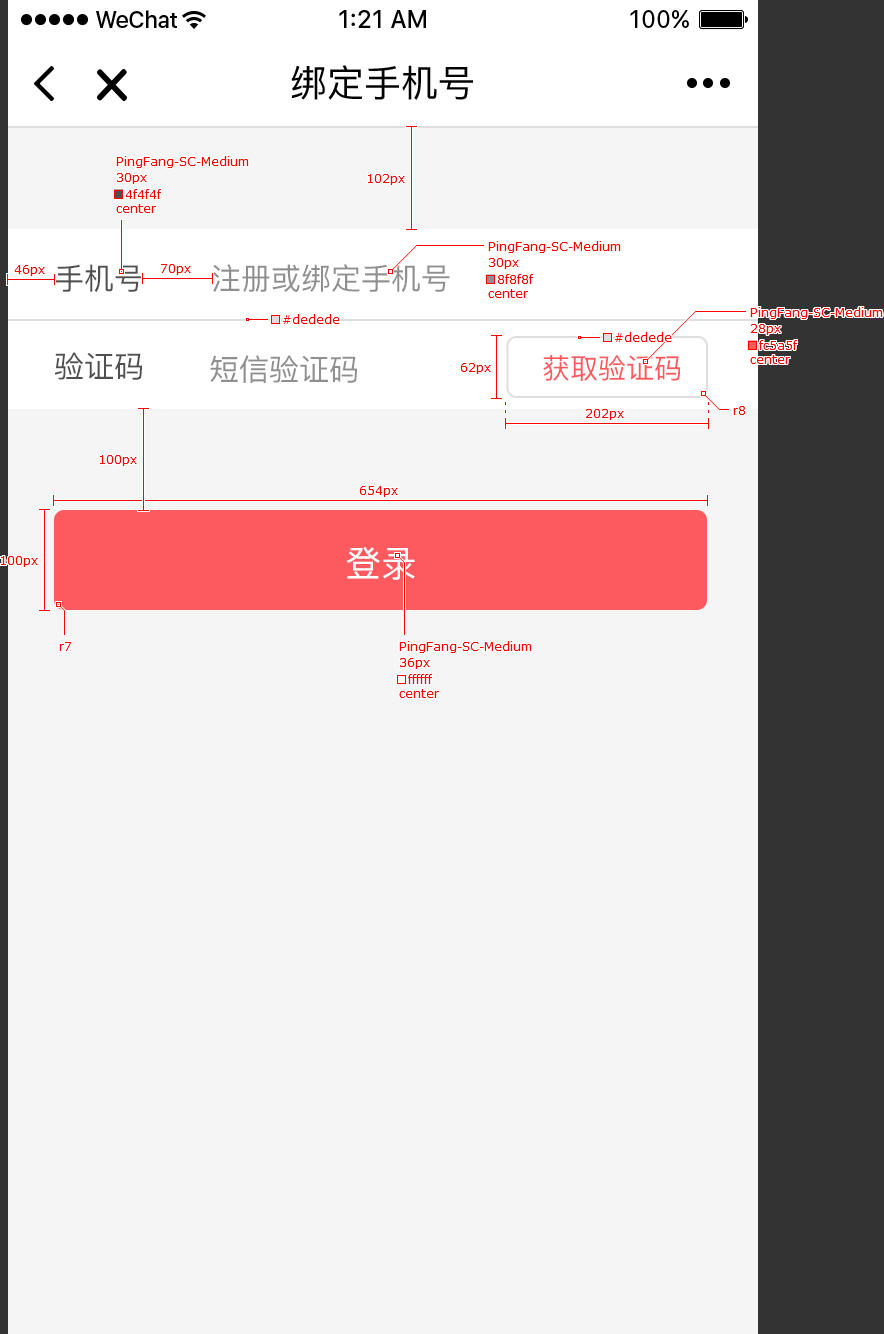 ●●●●● WeChat 1:21 AM 100%
绑定手机号
PingFang-SC-Medium
30px
4f4f4f
center
102px
PingFang-SC-Medium
30px
8f8f8f
center
46px
手机号
70px
注册或绑定手机号
#dedede
PingFang-SC-Medium
28px
fc5a5f
center
#dedede
验证码
短信验证码
62px
获取验证码
r8
202px
100px
654px
100px
登录
r7
PingFang-SC-Medium
36px
ffffff
center